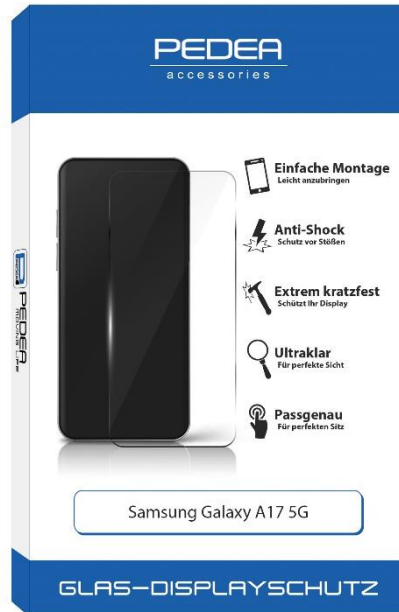 PEDEA
accessories
Einfache Montage
Leicht anzubringen
Anti-Shock
Schutz vor Stößen
Extrem kratzfest
Schützt Ihr Display
Ultraklar
Für perfekte Sicht
Passgenau
Für perfekten Sitz
PEDEA
Samsung Galaxy A17 5G
GLAS-DISPLAYSCHUTZ